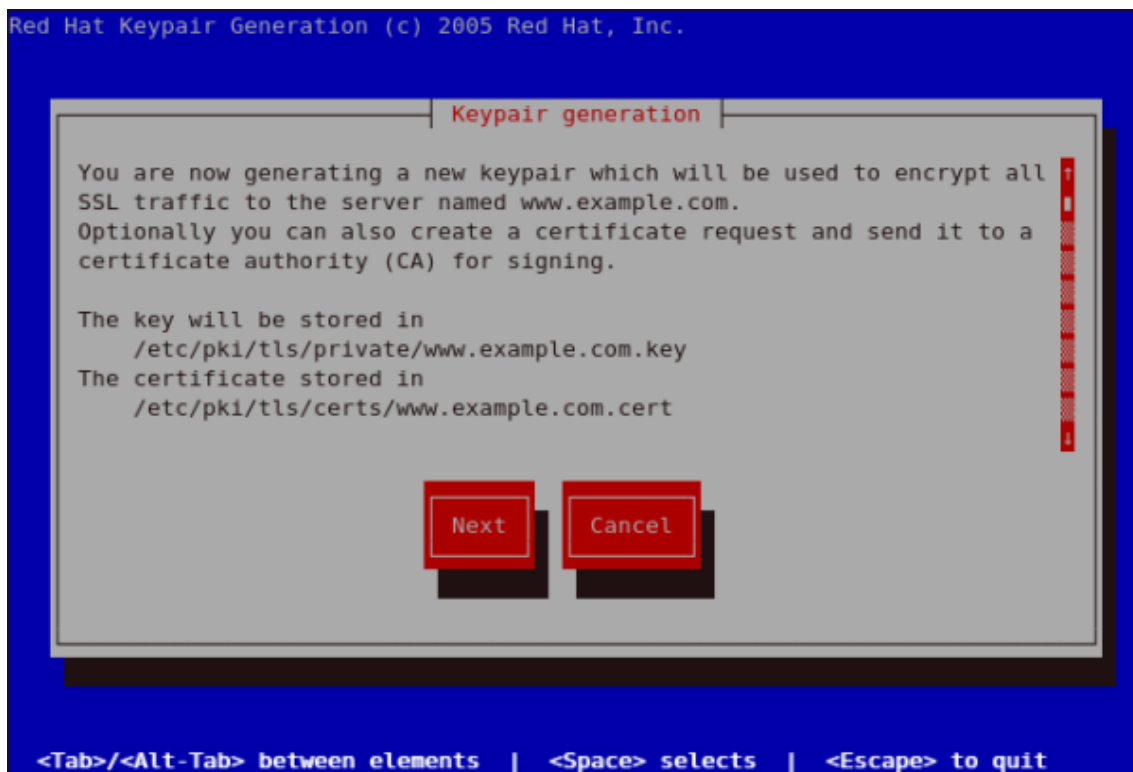 Red Hat Keypair Generation (c) 2005 Red Hat, Inc.
Keypair generation
You are now generating a new keypair which will be used to encrypt all
SSL traffic to the server named www.example.com.
Optionally you can also create a certificate request and send it to a
certificate authority (CA) for signing.
The key will be stored in
/etc/pki/tls/private/www.example.com.key
The certificate stored in
/etc/pki/tls/certs/www.example.com.cert
Next Cancel
<Tab>/<Alt-Tab> between elements | <Space> selects | <Escape> to quit